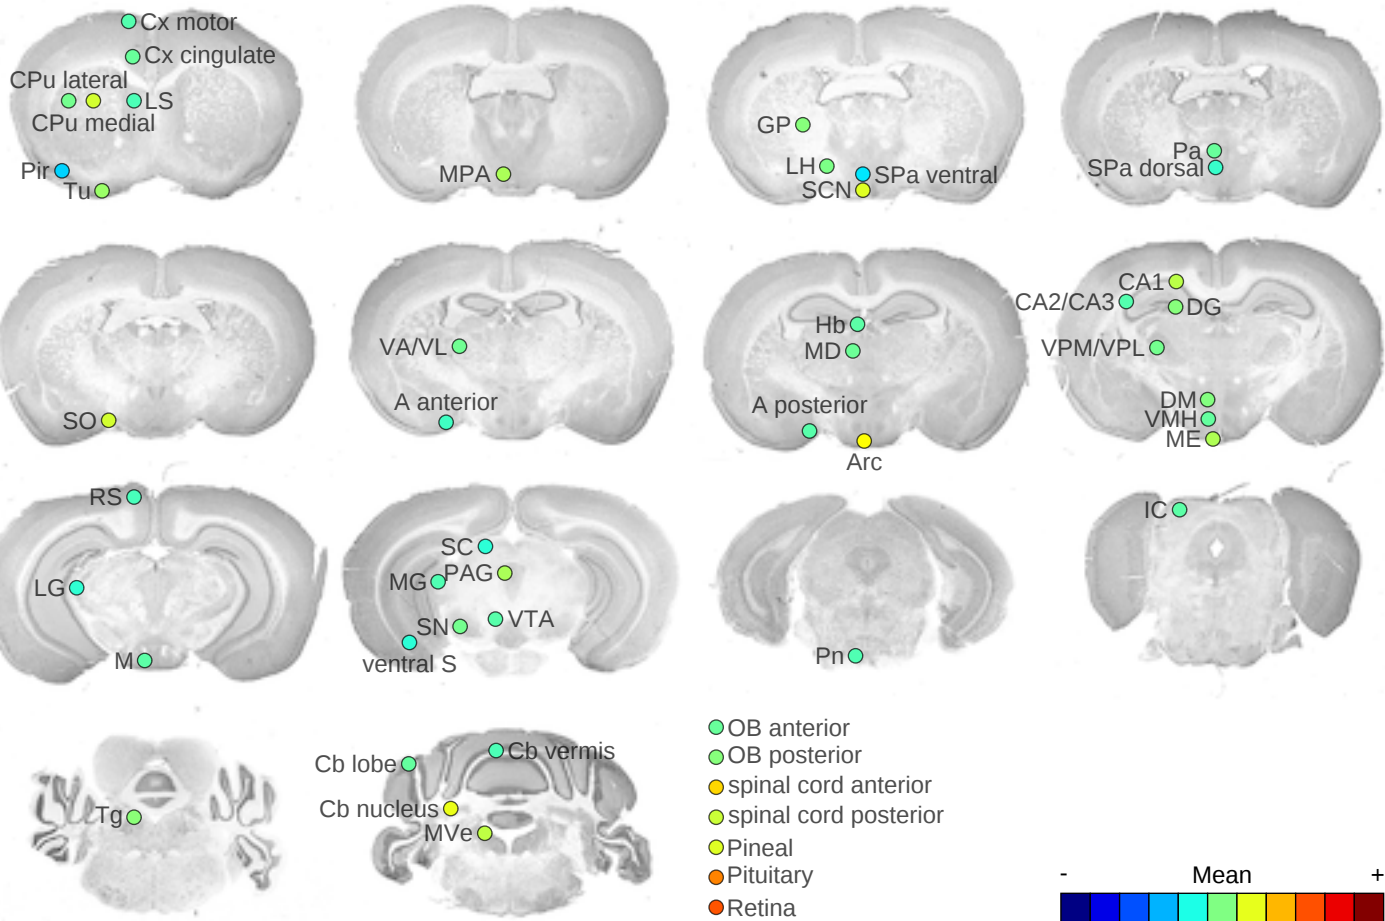 Cx motor
Cx cingulate
CPu lateral
LS
CPu medial
Pir
Tu
MPA
GP
LH
SPa ventral
SCN
Pa
SPa dorsal
SO
VA/VL
A anterior
Hb
MD
A posterior
Arc
CA1
CA2/CA3
DG
VPM/VPL
DM
VMH
ME
RS
LG
M
SC
PAG
MG
VTA
SN
ventral S
Pn
IC
Tg
Cb vermis
Cb lobe
Cb nucleus
MVe
OB anterior
OB posterior
spinal cord anterior
spinal cord posterior
Pineal
Pituitary
Retina
- Mean +